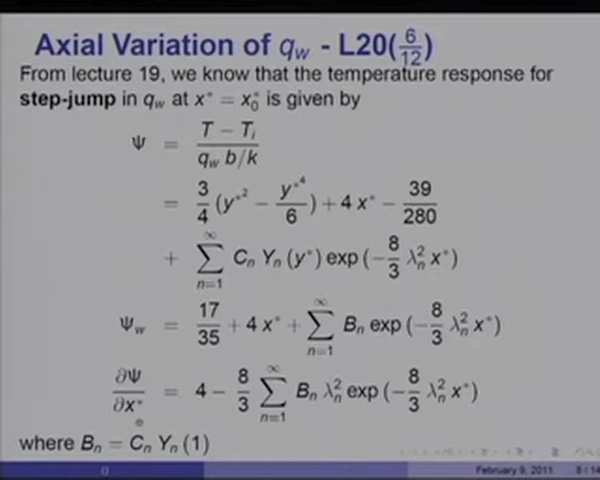 Axial Variation of q_w - L20(6/12)
From lecture 19, we know that the temperature response for
step-jump in q_w at x* = x*_0 is given by
Ψ = (T − T_i) / (q_w b/k)
= 3/4 (y*² − y*⁴/6) + 4 x* − 39/280
+ ∑_{n=1}^{∞} C_n Y_n (y*) exp (− 8/3 λ_n² x*)
Ψ_w = 17/35 + 4 x* + ∑_{n=1}^{∞} B_n exp (− 8/3 λ_n² x*)
∂Ψ/∂x* = 4 − 8/3 ∑_{n=1}^{∞} B_n λ_n² exp (− 8/3 λ_n² x*)
where B_n = C_n Y_n (1)
() February 9, 2011 8 / 14